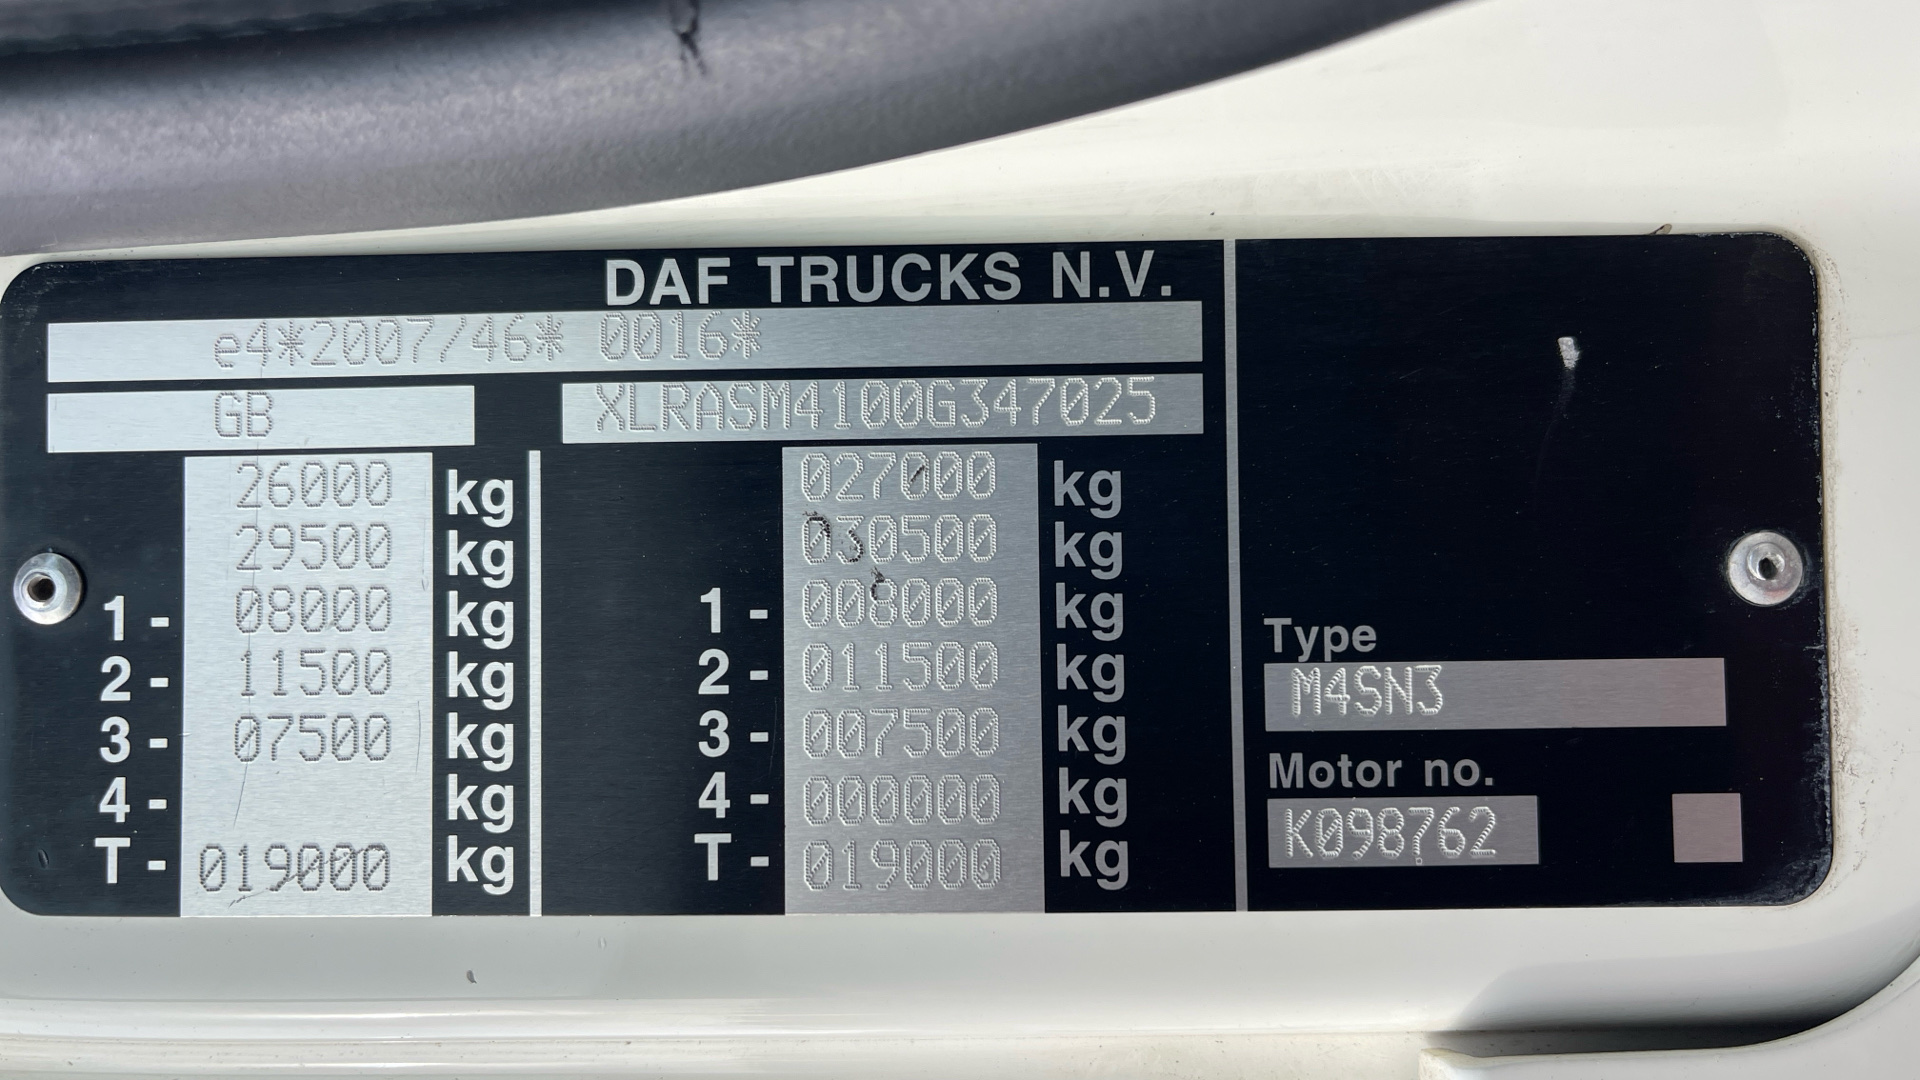 DAF TRUCKS N.V.
e4*2007/46* 0016*
GB XLRASM4100G347025
26000 kg 027000 kg
29500 kg 030500 kg
1- 08000 kg 1- 008000 kg
2- 11500 kg 2- 011500 kg
3- 07500 kg 3- 007500 kg
4- kg 4- 000000 kg
T- 019000 kg T- 019000 kg
Type
M4SN3
Motor no.
K098762